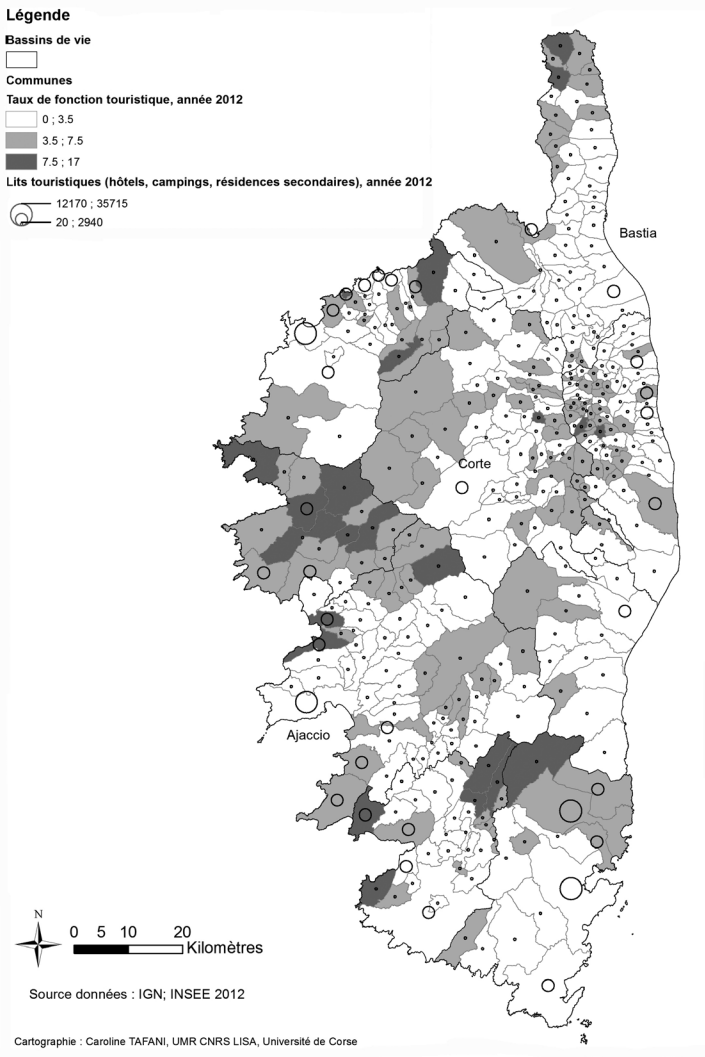 Légende
Bassins de vie
Communes
Taux de fonction touristique, année 2012
0 ; 3.5
3.5 ; 7.5
7.5 ; 17
Lits touristiques (hôtels, campings, résidences secondaires), année 2012
12170 ; 35715
20 ; 2940
Bastia
Corte
Ajaccio
N
0 5 10 20
Kilomètres
Source données : IGN; INSEE 2012
Cartographie : Caroline TAFANI, UMR CNRS LISA, Université de Corse